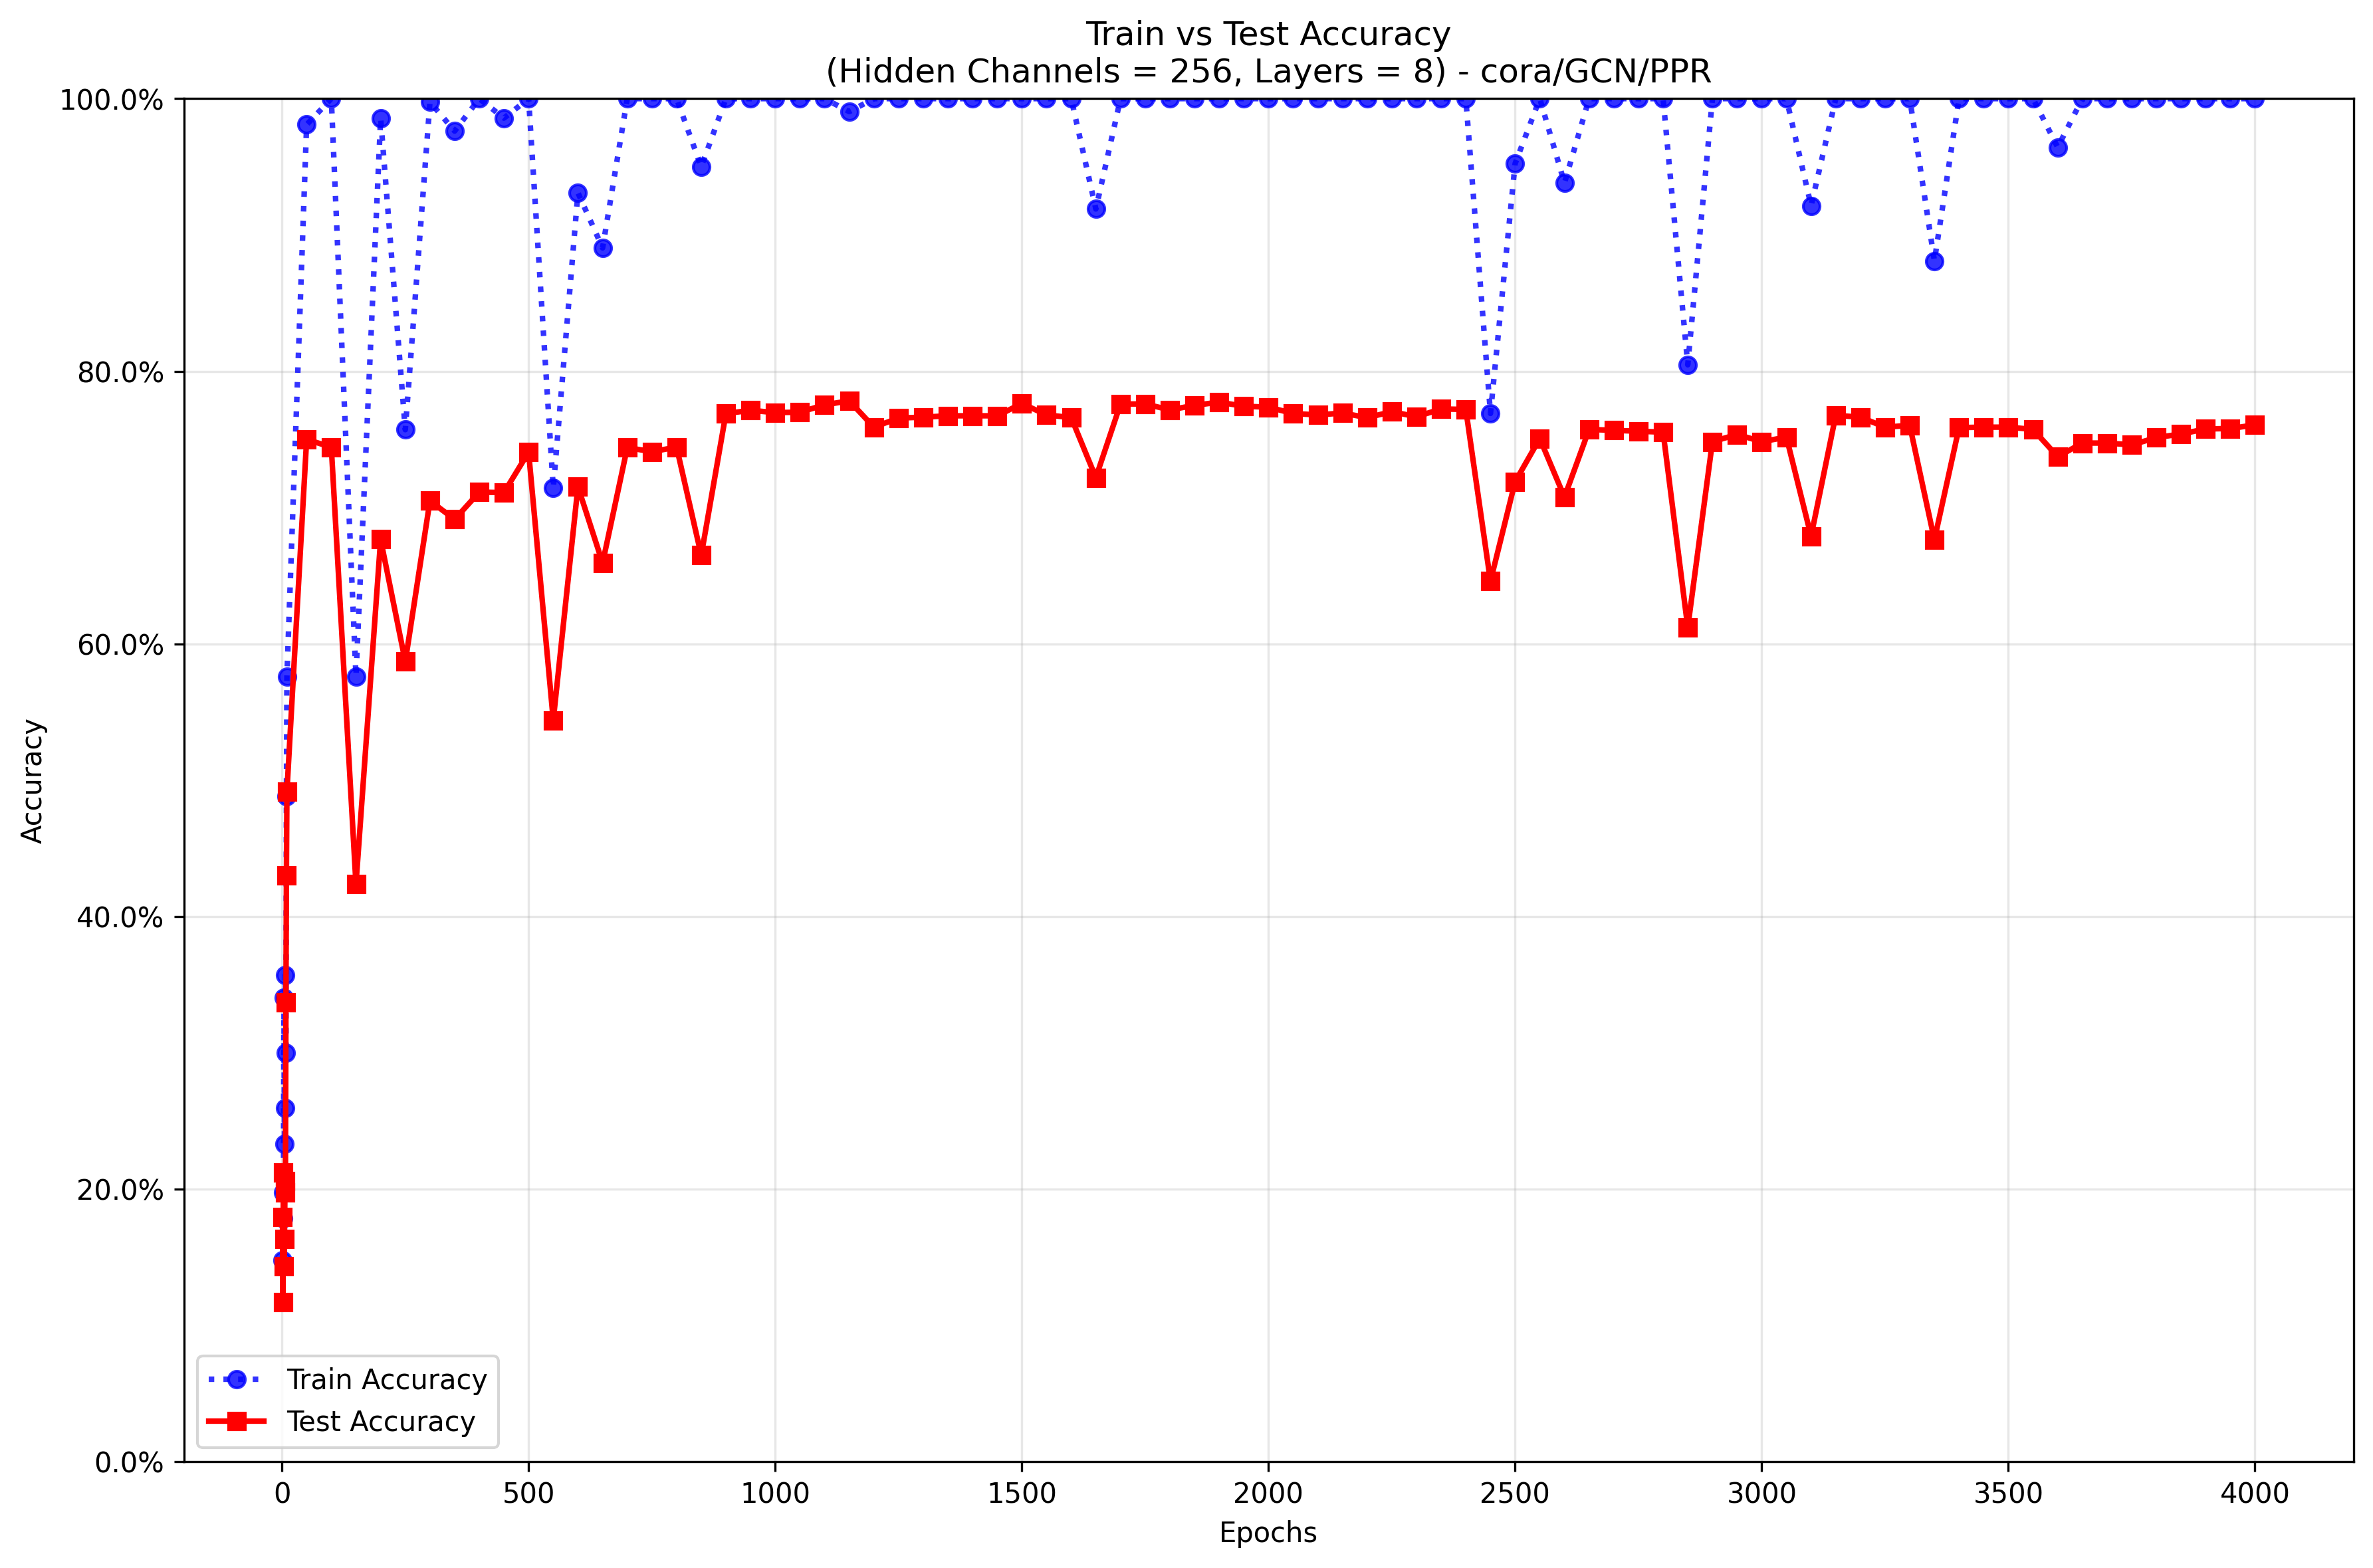 Train vs Test Accuracy
(Hidden Channels = 256, Layers = 8) - cora/GCN/PPR
100.0%
80.0%
60.0%
40.0%
20.0%
0.0%
Accuracy
Train Accuracy
Test Accuracy
0 500 1000 1500 2000 2500 3000 3500 4000
Epochs